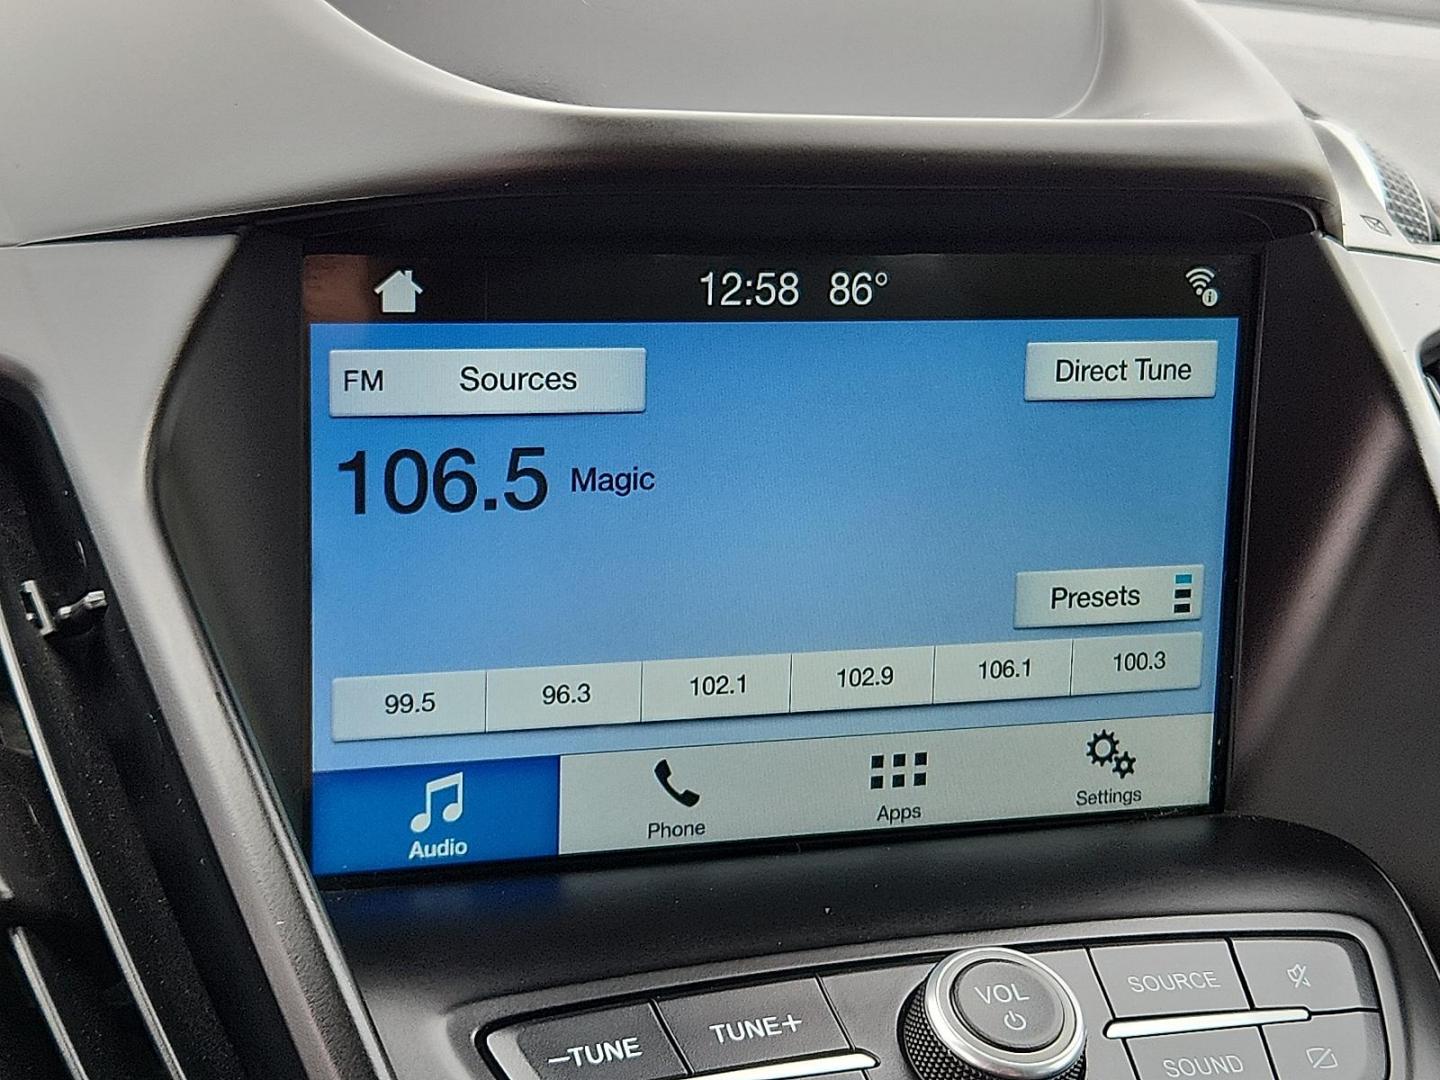 12:58 86°
FM Sources
Direct Tune
106.5 Magic
Presets
99.5 96.3 102.1 102.9 106.1 100.3
Audio Phone Apps Settings
–TUNE TUNE+ VOL SOURCE
SOUND